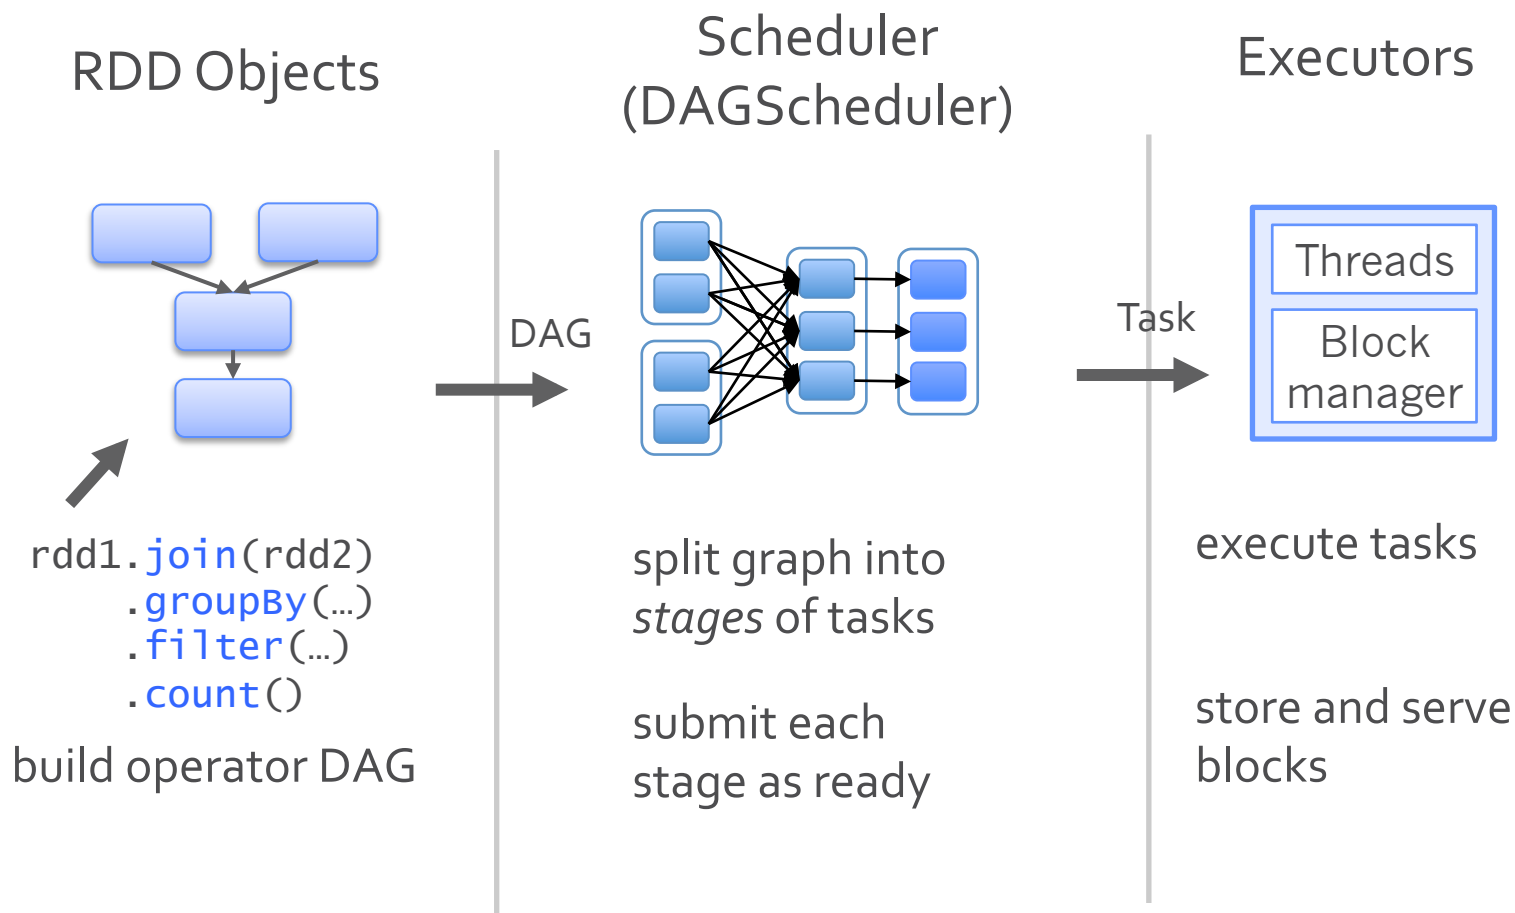 RDD Objects
rdd1.join(rdd2)
.groupBy(…)
.filter(…)
.count()
build operator DAG
DAG
Scheduler
(DAGScheduler)
split graph into
stages of tasks
submit each
stage as ready
Task
Executors
Threads
Block
manager
execute tasks
store and serve
blocks